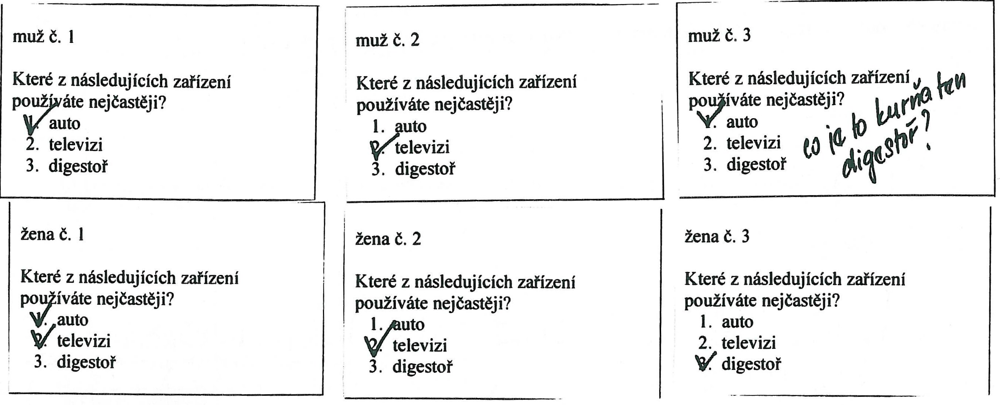 muž č. 1
Které z následujících zařízení
používáte nejčastěji?
1. auto
2. televizi
3. digestoř
muž č. 2
Které z následujících zařízení
používáte nejčastěji?
1. auto
2. televizi
3. digestoř
muž č. 3
Které z následujících zařízení
používáte nejčastěji?
1. auto
2. televizi
3. digestoř
co je to kurňa ten
digestoř?
žena č. 1
Které z následujících zařízení
používáte nejčastěji?
1. auto
2. televizi
3. digestoř
žena č. 2
Které z následujících zařízení
používáte nejčastěji?
1. auto
2. televizi
3. digestoř
žena č. 3
Které z následujících zařízení
používáte nejčastěji?
1. auto
2. televizi
3. digestoř